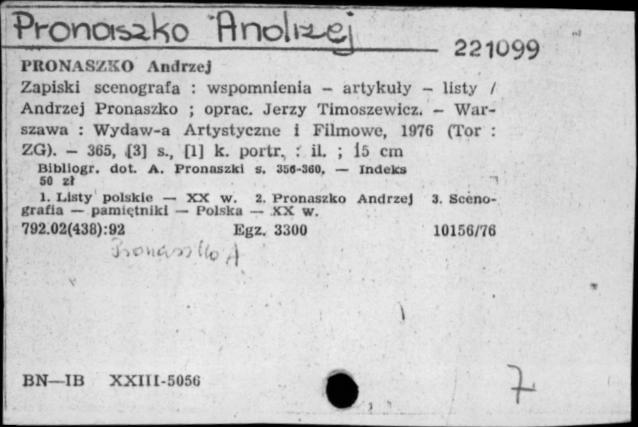 Pronaszko Andrzej
221099
PRONASZKO Andrzej
Zapiski scenografa : wspomnienia – artykuły – listy /
Andrzej Pronaszko ; oprac. Jerzy Timoszewicz. – War-
szawa : Wydaw-a Artystyczne i Filmowe, 1976 (Tor :
ZG). – 365, [3] s., [1] k. portr. : il. ; 15 cm
Bibliogr. dot. A. Pronaszki s. 356-360. — Indeks
50 zł
1. Listy polskie — XX w. 2. Pronaszko Andrzej 3. Sceno-
grafia — pamiętniki — Polska — XX w.
792.02(438):92 Egz. 3300 10156/76
Pronaszko A
BN—IB XXIII-5056
7